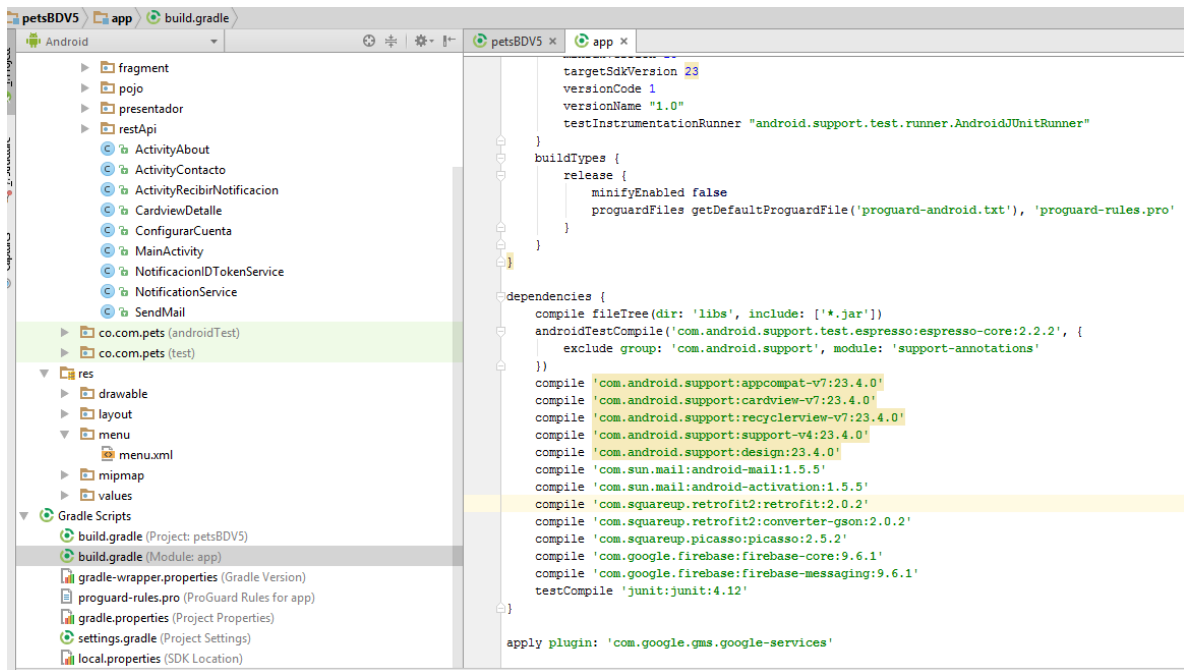 petsBDV5 app build.gradle
Android
petsBDV5 × app ×
fragment
pojo
presentador
restApi
ActivityAbout
ActivityContacto
ActivityRecibirNotificacion
CardviewDetalle
ConfigurarCuenta
MainActivity
NotificacionIDTokenService
NotificationService
SendMail
co.com.pets (androidTest)
co.com.pets (test)
res
drawable
layout
menu
menu.xml
mipmap
values
Gradle Scripts
build.gradle (Project: petsBDV5)
build.gradle (Module: app)
gradle-wrapper.properties (Gradle Version)
proguard-rules.pro (ProGuard Rules for app)
gradle.properties (Project Properties)
settings.gradle (Project Settings)
local.properties (SDK Location)
targetSdkVersion 23
versionCode 1
versionName "1.0"
testInstrumentationRunner "android.support.test.runner.AndroidJUnitRunner"
}
buildTypes {
release {
minifyEnabled false
proguardFiles getDefaultProguardFile('proguard-android.txt'), 'proguard-rules.pro'
}
}
}
dependencies {
compile fileTree(dir: 'libs', include: ['*.jar'])
androidTestCompile('com.android.support.test.espresso:espresso-core:2.2.2', {
exclude group: 'com.android.support', module: 'support-annotations'
})
compile 'com.android.support:appcompat-v7:23.4.0'
compile 'com.android.support:cardview-v7:23.4.0'
compile 'com.android.support:recyclerview-v7:23.4.0'
compile 'com.android.support:support-v4:23.4.0'
compile 'com.android.support:design:23.4.0'
compile 'com.sun.mail:android-mail:1.5.5'
compile 'com.sun.mail:android-activation:1.5.5'
compile 'com.squareup.retrofit2:retrofit:2.0.2'
compile 'com.squareup.retrofit2:converter-gson:2.0.2'
compile 'com.squareup.picasso:picasso:2.5.2'
compile 'com.google.firebase:firebase-core:9.6.1'
compile 'com.google.firebase:firebase-messaging:9.6.1'
testCompile 'junit:junit:4.12'
}
apply plugin: 'com.google.gms.google-services'